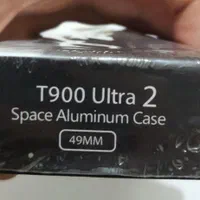 T900 Ultra 2
Space Aluminum Case
49MM